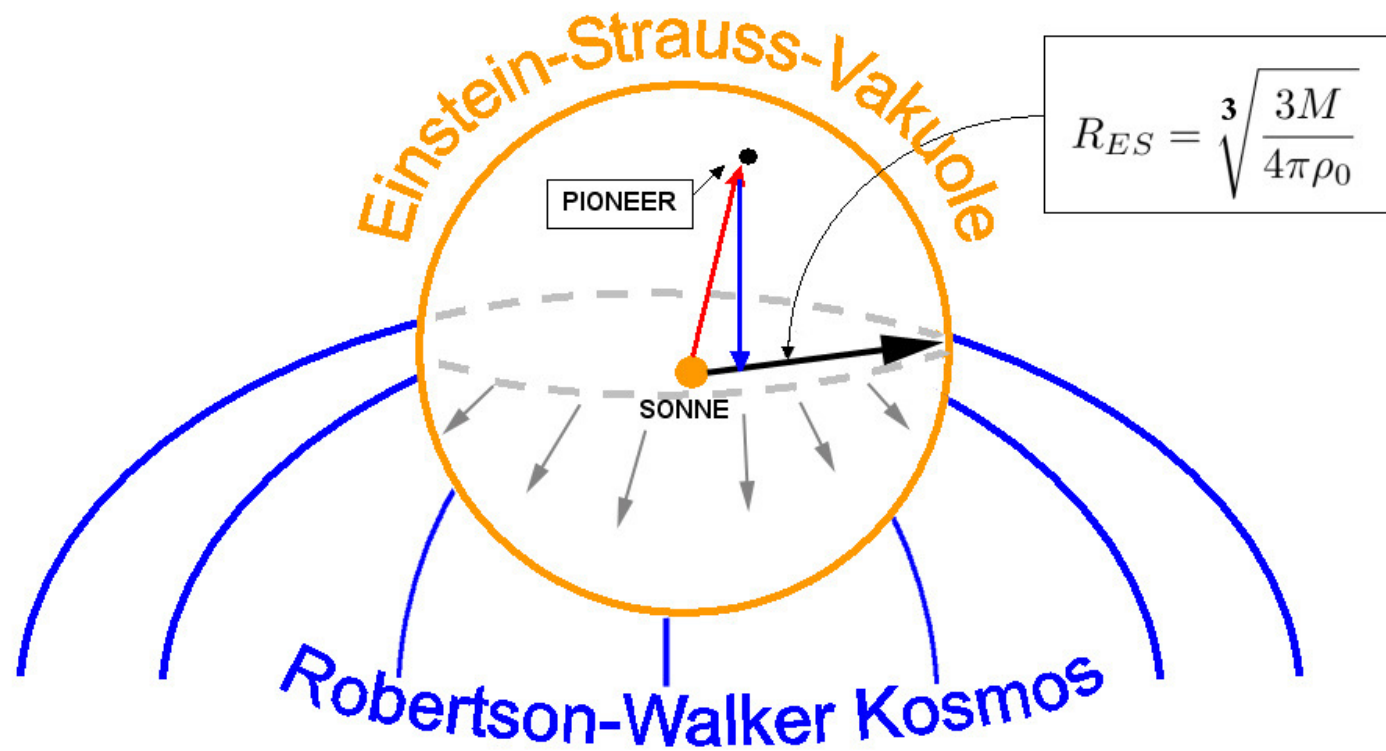 Einstein-Strauss-Vakuole
R_{ES} = \sqrt[3]{\frac{3M}{4\pi\rho_0}}
PIONEER
SONNE
Robertson-Walker Kosmos